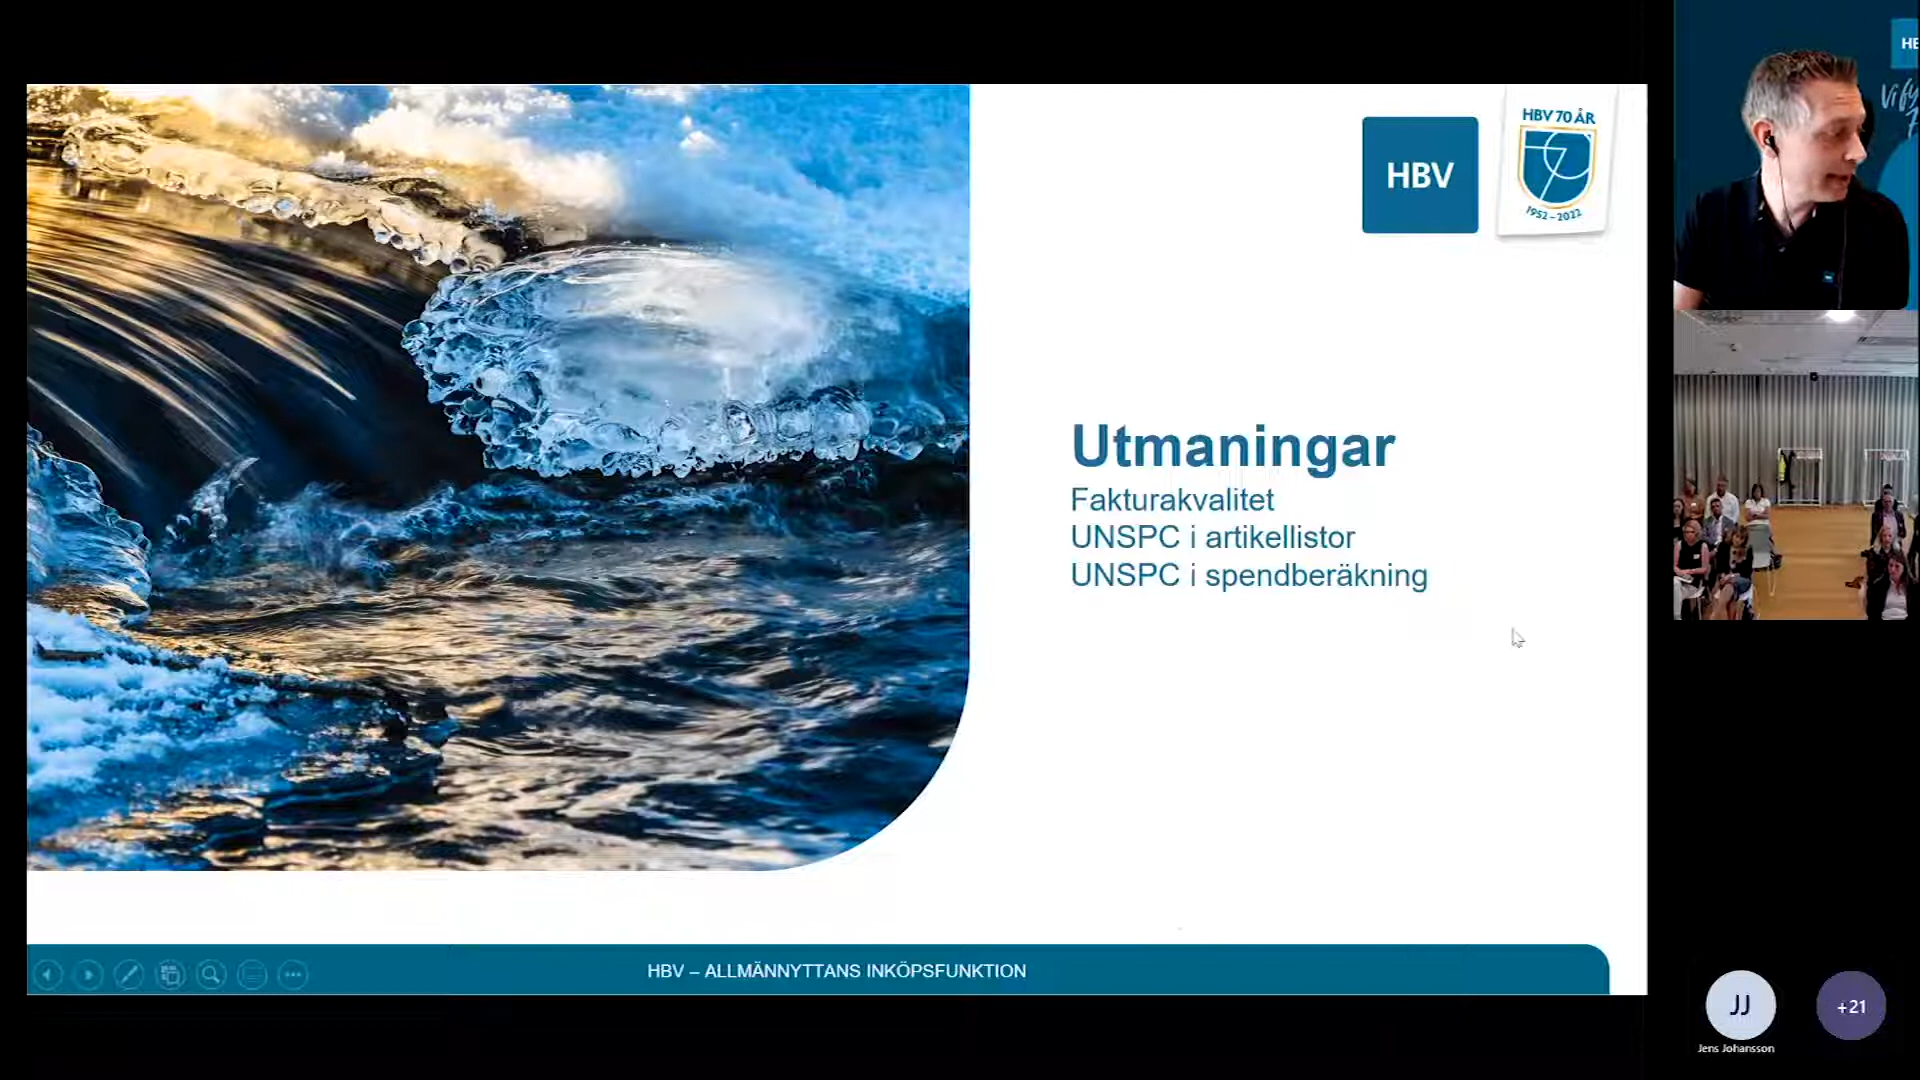 HBV
HBV 70 ÅR
1952–2022
Utmaningar
Fakturakvalitet
UNSPC i artikellistor
UNSPC i spendberäkning
HBV – ALLMÄNNYTTANS INKÖPSFUNKTION
JJ
Jens Johansson
+21